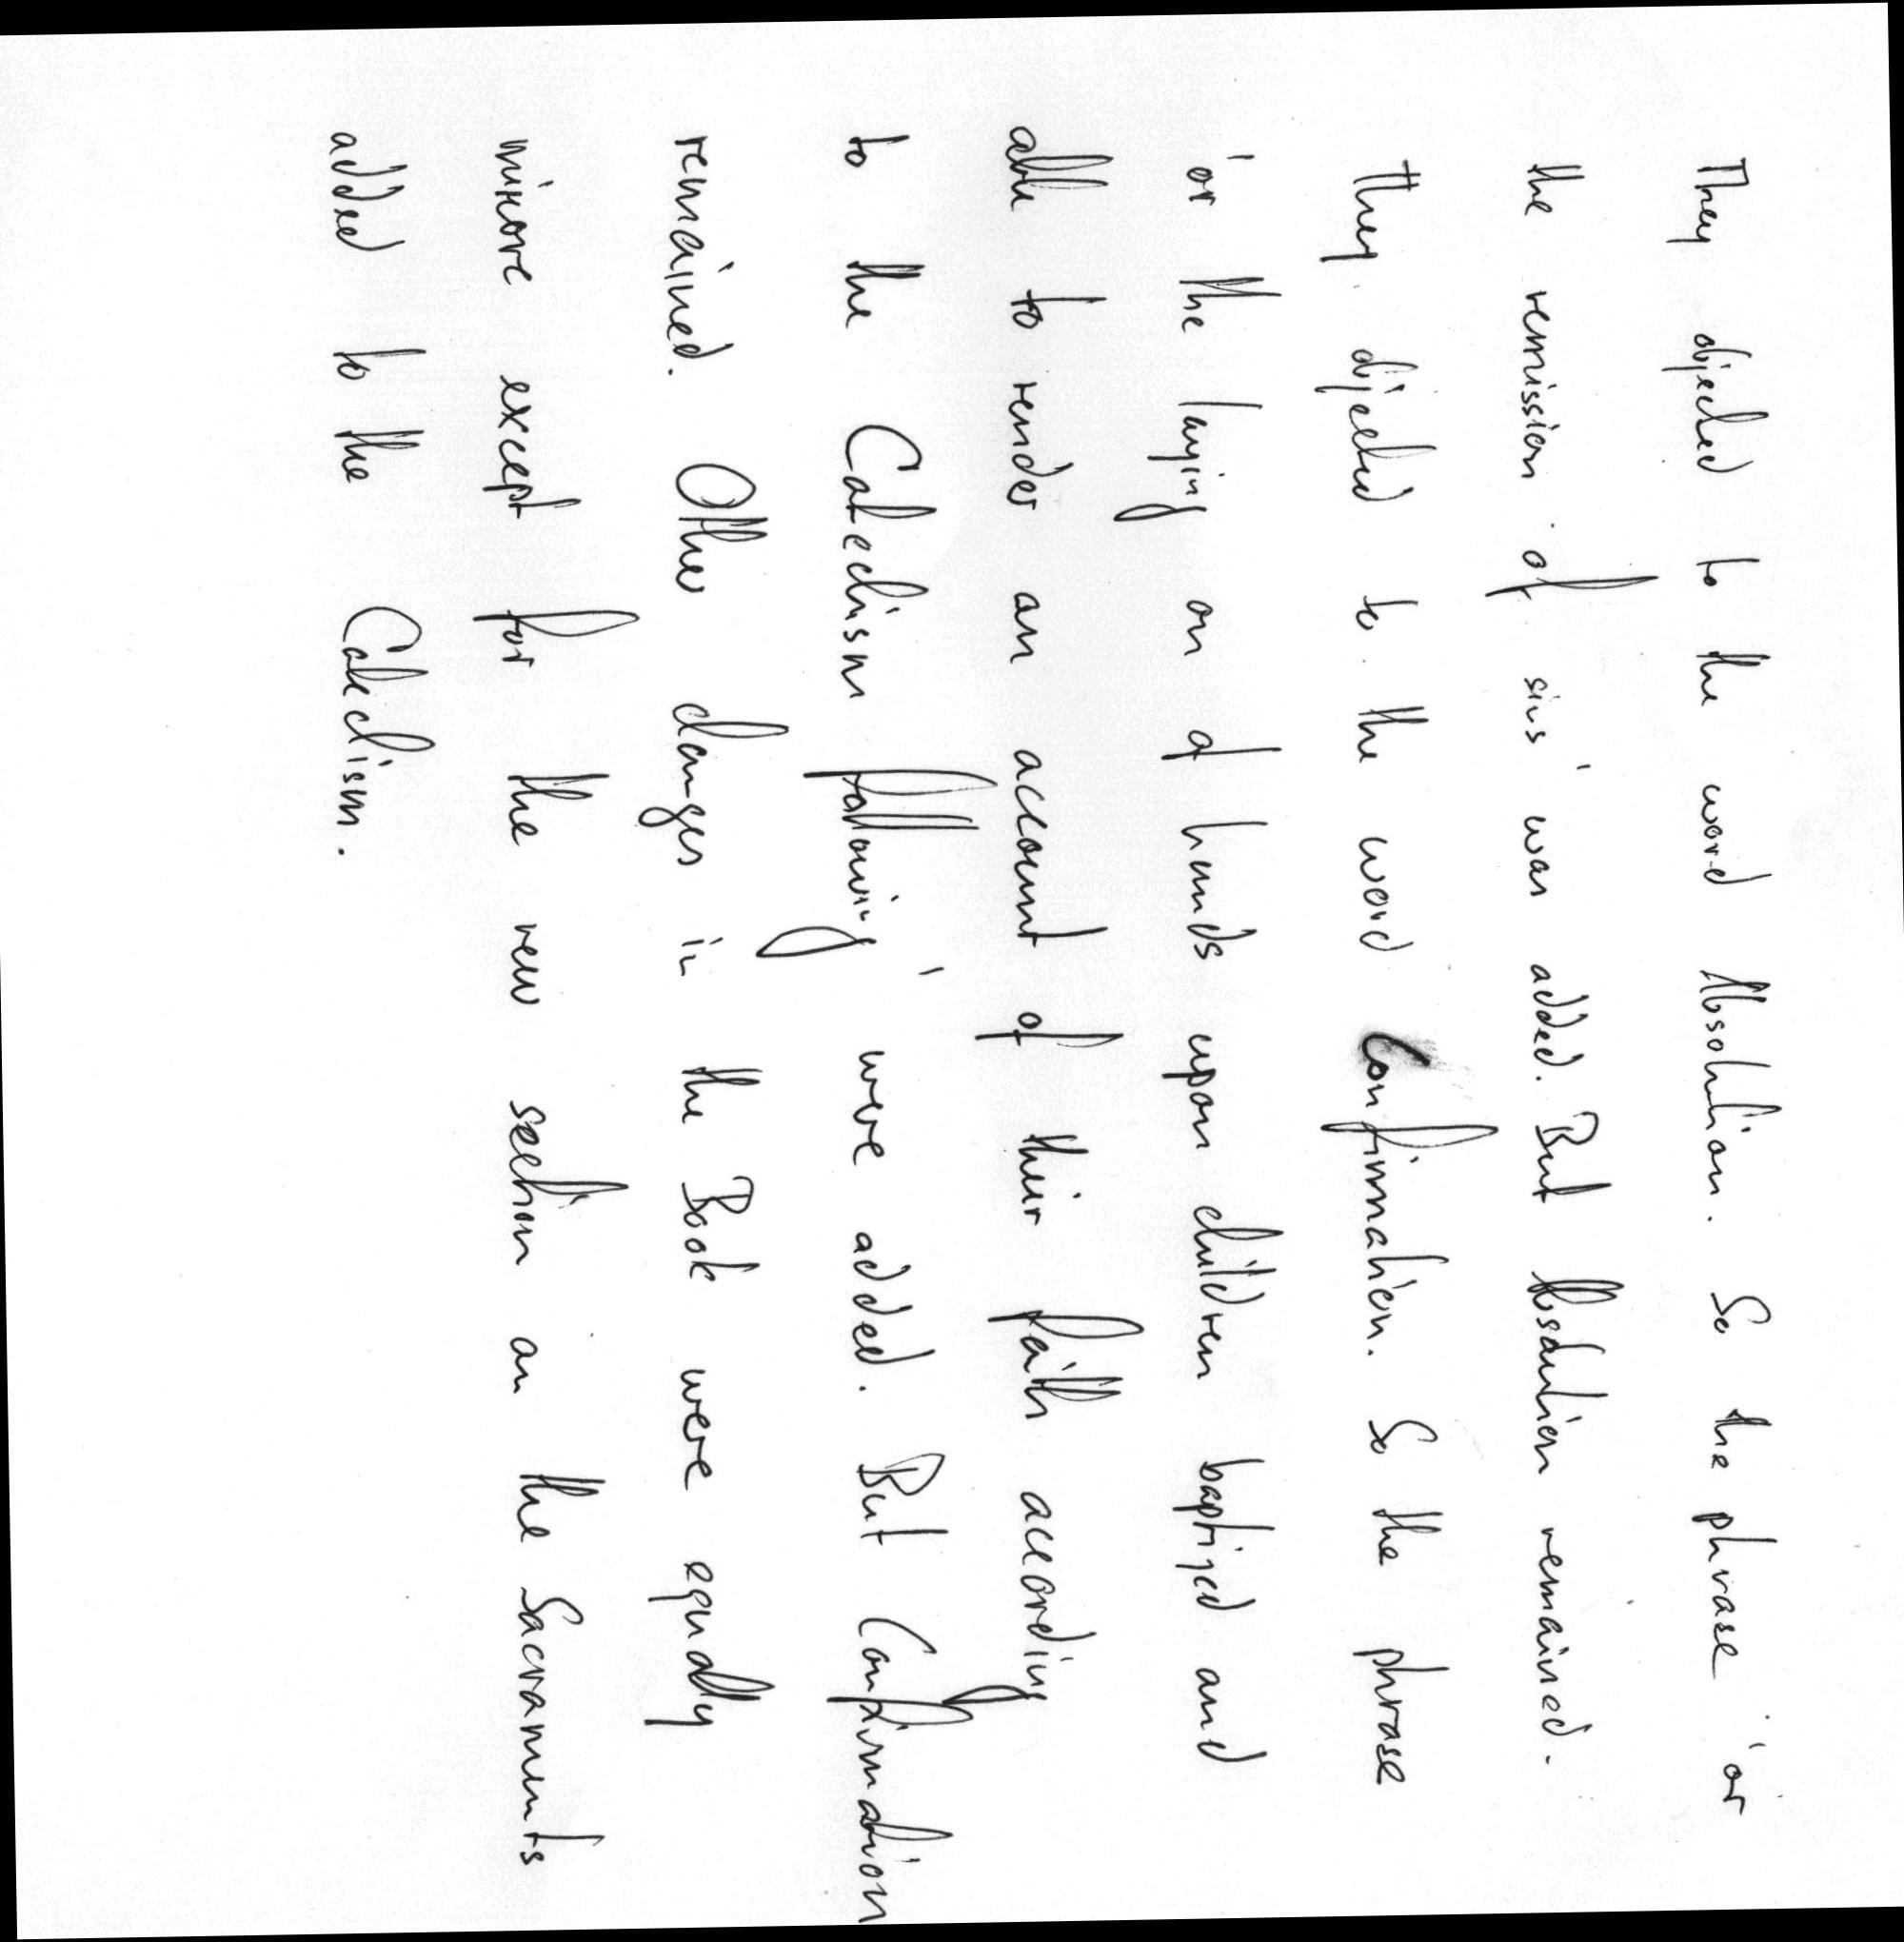 They objected to the word Absolution. So the phrase 'or
the remission of sins' was added. But Absolution remained.
They objected to the word Confirmation. So the phrase
'or the laying on of hands upon children baptized and
able to render an account of their faith according
to the Catechism following' were added. But Confirmation
remained. Other changes in the Book were equally
minore except for the new section on the Sacraments
added to the Catechism.